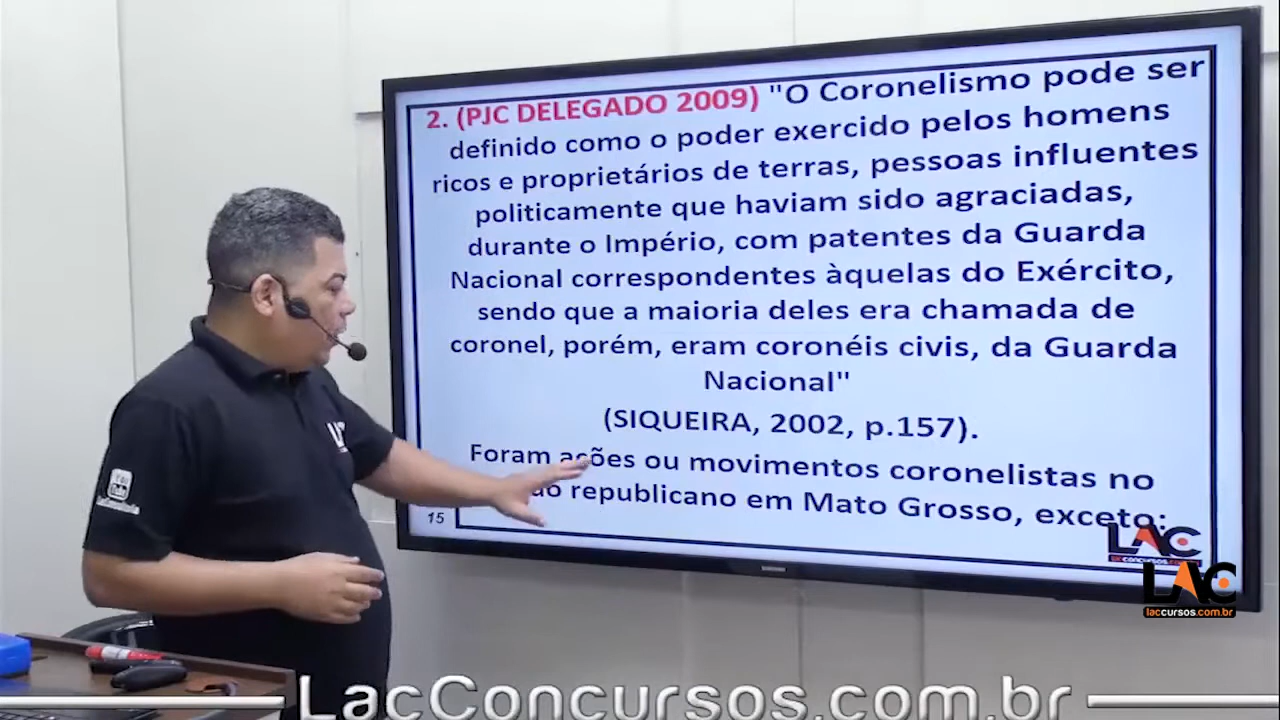 2. (PJC DELEGADO 2009) "O Coronelismo pode ser
definido como o poder exercido pelos homens
ricos e proprietários de terras, pessoas influentes
politicamente que haviam sido agraciadas,
durante o Império, com patentes da Guarda
Nacional correspondentes àquelas do Exército,
sendo que a maioria deles era chamada de
coronel, porém, eram coronéis civis, da Guarda
Nacional"
(SIQUEIRA, 2002, p.157).
Foram ações ou movimentos coronelistas no
republicano em Mato Grosso, exceto:
15
LAC
LAC
laccursos.com.br
LacConcursos.com.br